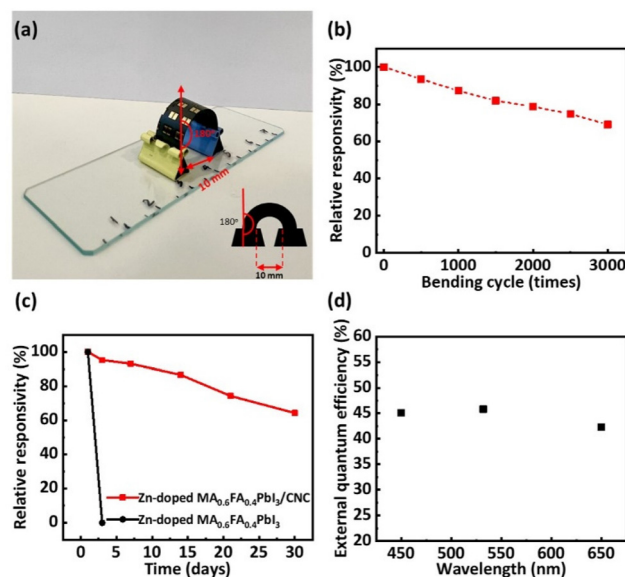 (a)
180°
10 mm
180°
10 mm
(b)
Relative responsivity (%)
100
80
60
40
20
0
0 1000 2000 3000
Bending cycle (times)
(c)
Relative responsivity (%)
100
80
60
40
20
0
Zn-doped MA0.6FA0.4PbI3/CNC
Zn-doped MA0.6FA0.4PbI3
0 5 10 15 20 25 30
Time (days)
(d)
External quantum efficiency (%)
60
55
50
45
40
35
30
25
20
450 500 550 600 650
Wavelength (nm)